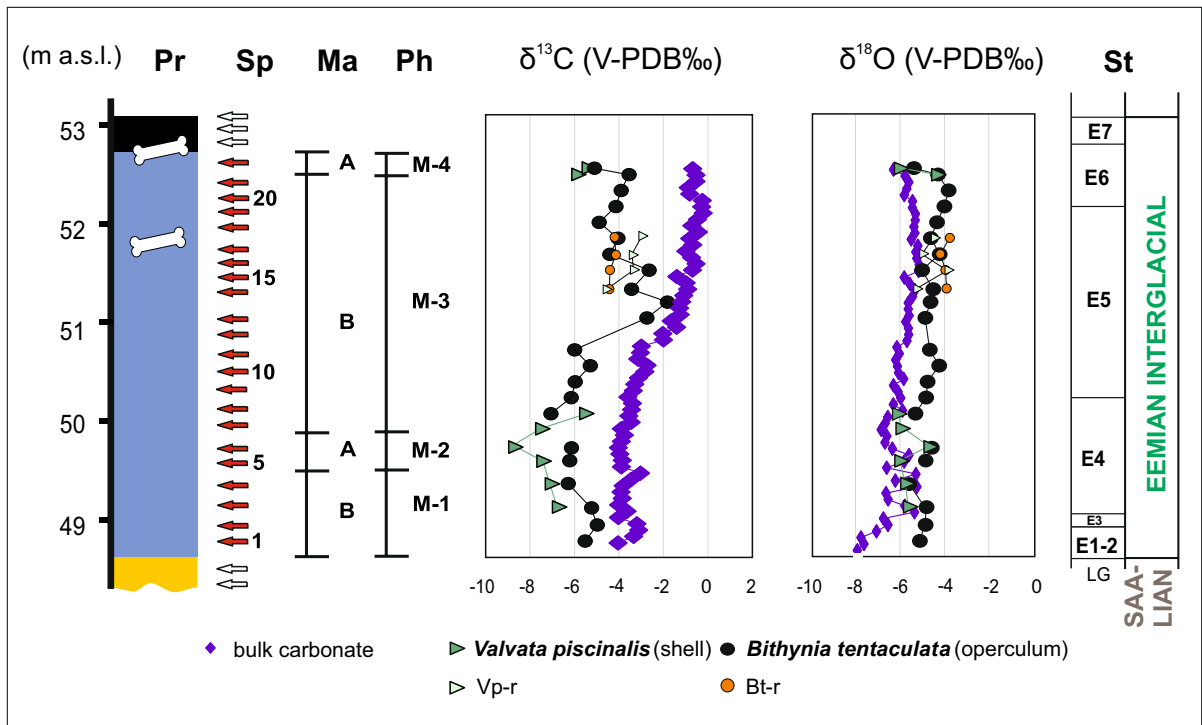 (m a.s.l.) Pr Sp Ma Ph δ¹³C (V-PDB‰) δ¹⁸O (V-PDB‰) St
53
52
51
50
49
20
15
10
5
1
A
B
A
B
M-4
M-3
M-2
M-1
-10 -8 -6 -4 -2 0
-10 -8 -6 -4 -2 0
E7
E6
E5
E4
E3
E1-2
LG
EEMIAN INTERGLACIAL
SAA-
LIAN
bulk carbonate Valvata piscinalis (shell) Bithynia tentaculata (operculum)
Vp-r Bt-r